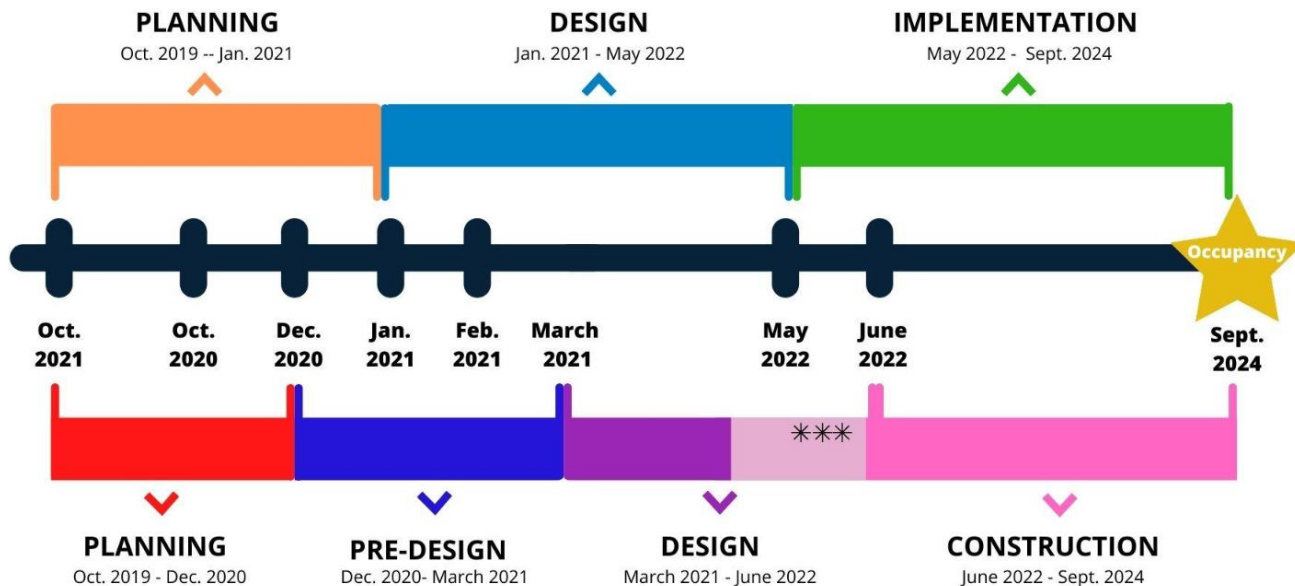 PLANNING
Oct. 2019 -- Jan. 2021
DESIGN
Jan. 2021 - May 2022
IMPLEMENTATION
May 2022 - Sept. 2024
Occupancy
Oct.
2021
Oct.
2020
Dec.
2020
Jan.
2021
Feb.
2021
March
2021
May
2022
June
2022
Sept.
2024
***
PLANNING
Oct. 2019 - Dec. 2020
PRE-DESIGN
Dec. 2020- March 2021
DESIGN
March 2021 - June 2022
CONSTRUCTION
June 2022 - Sept. 2024